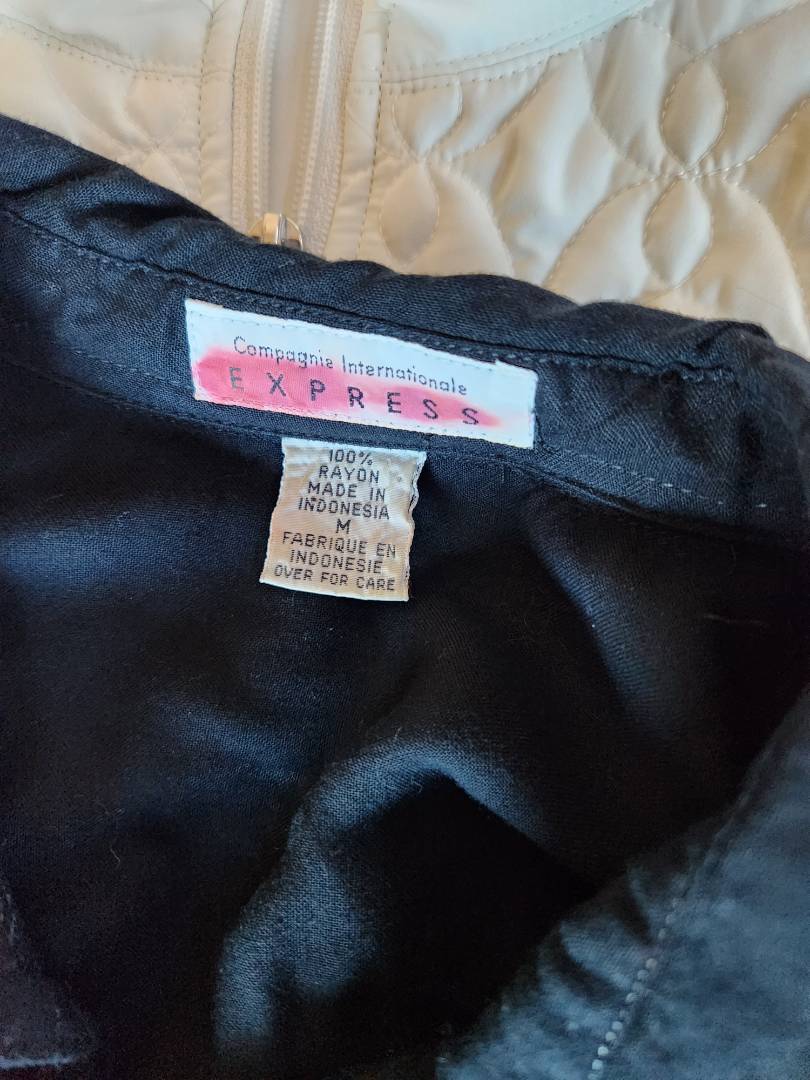 Compagnie Internationale
EXPRESS
100%
RAYON
MADE IN
INDONESIA
M
FABRIQUE EN
INDONESIE
OVER FOR CARE